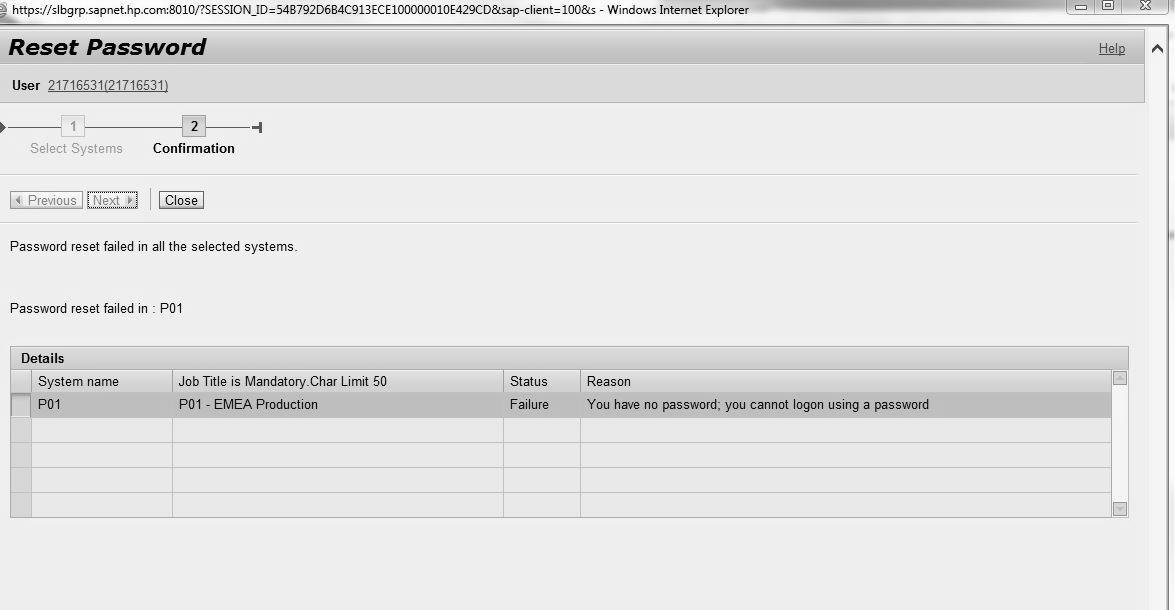 https://slbgrp.sapnet.hp.com:8010/?SESSION_ID=54B792D6B4C913ECE100000010E429CD&sap-client=100&s - Windows Internet Explorer
Reset Password
Help
User 21716531(21716531)
1 2
Select Systems Confirmation
Previous Next Close
Password reset failed in all the selected systems.
Password reset failed in : P01
Details
System name Job Title is Mandatory.Char Limit 50 Status Reason
P01 P01 - EMEA Production Failure You have no password; you cannot logon using a password